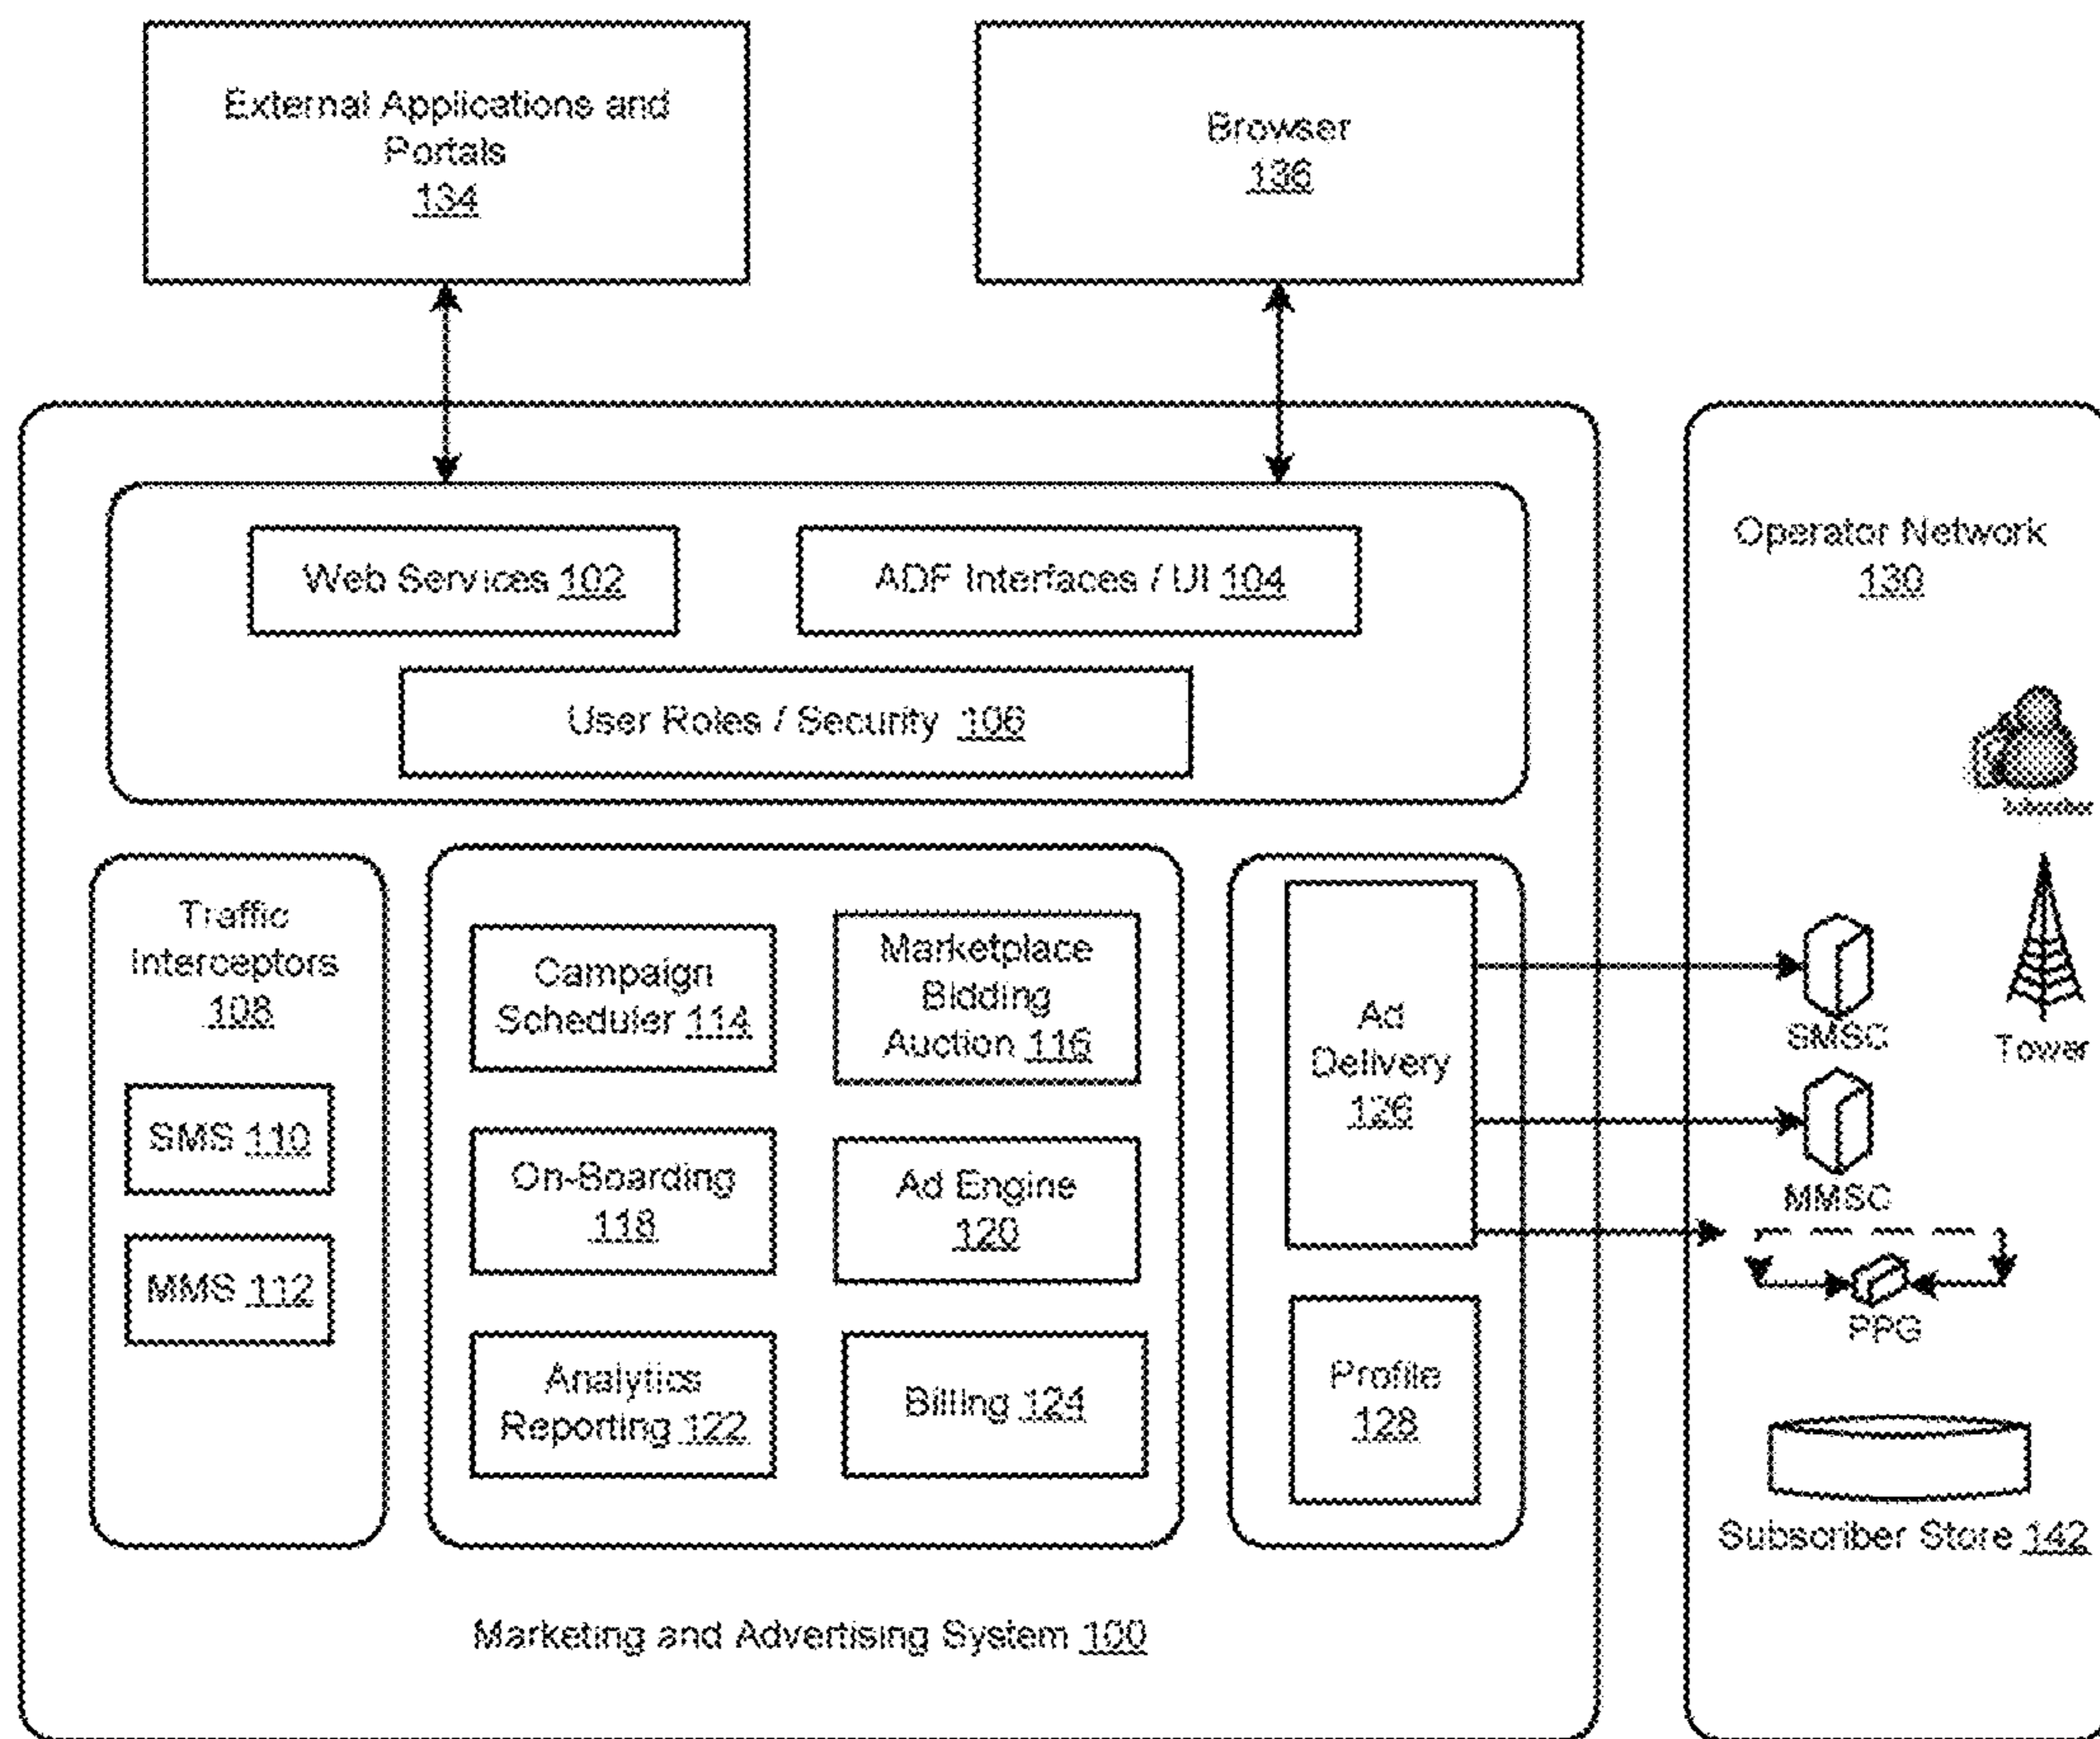 External Applications and
Portals
134
Browser
136
Web Services 102
ADF Interfaces / UI 104
User Roles / Security 106
Operator Network
130
Traffic
Interceptors
108
SMS 110
MMS 112
Campaign
Scheduler 114
Marketplace
Bidding
Auction 116
On-Boarding
118
Ad Engine
120
Analytics
Reporting 122
Billing 124
Ad
Delivery
126
Profile
128
SMSC
Tower
MMSC
PPG
Subscriber Store 142
Marketing and Advertising System 100